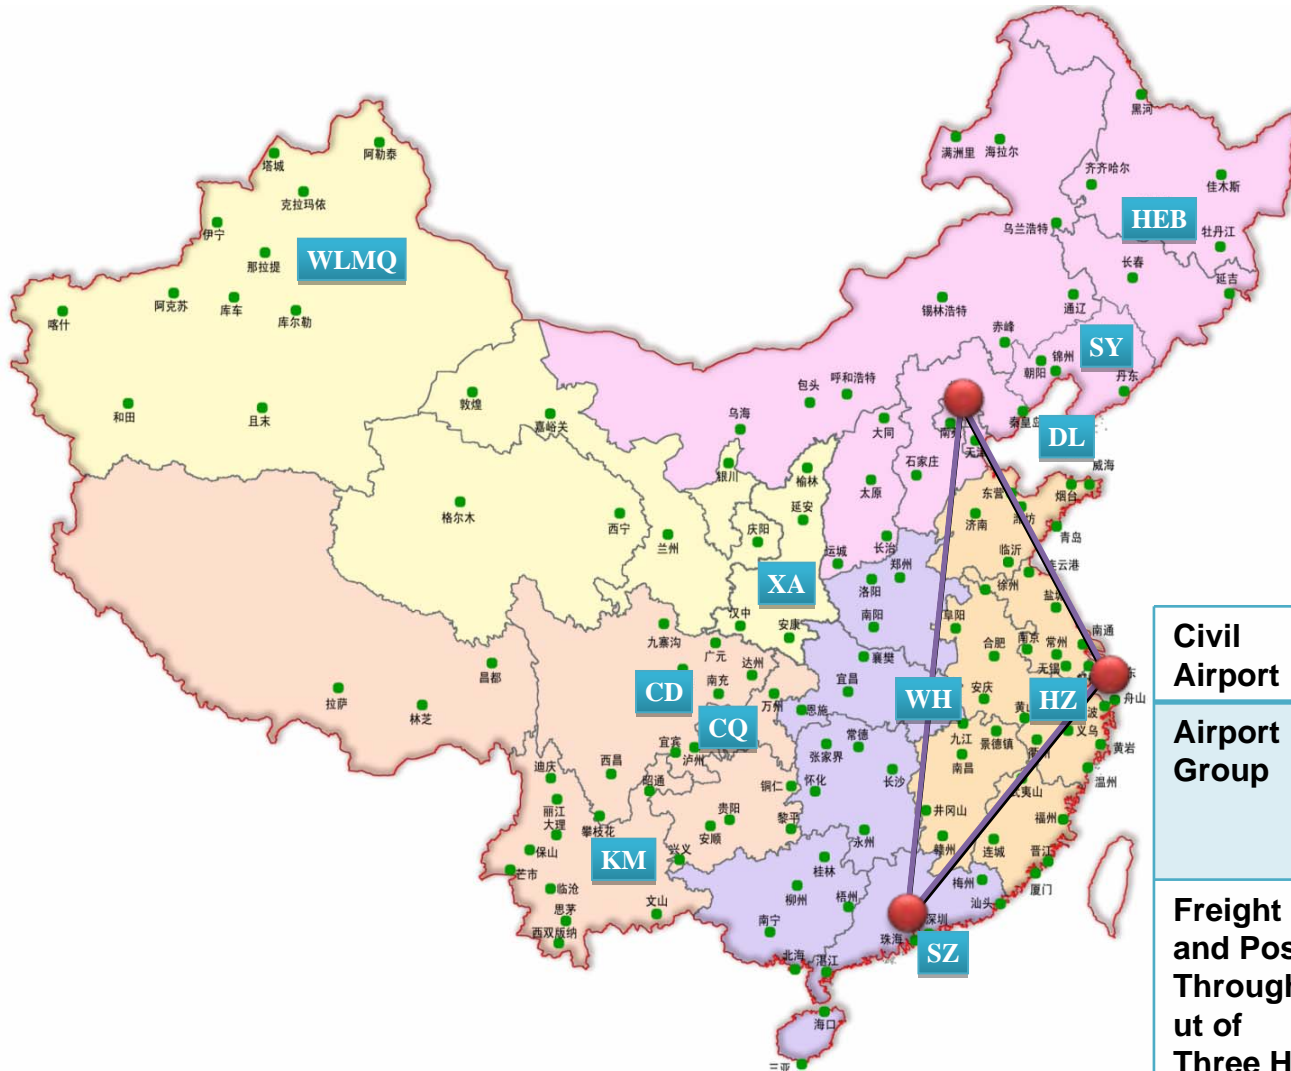 黑河
满洲里
海拉尔
齐齐哈尔
佳木斯
HEB
乌兰浩特
牡丹江
长春
延吉
阿勒泰
塔城
克拉玛依
伊宁
那拉提
WLMQ
阿克苏
库车
库尔勒
喀什
锡林浩特
通辽
赤峰
SY
锦州
朝阳
丹东
和田
且末
敦煌
嘉峪关
包头
呼和浩特
乌海
大同
秦皇岛
DL
天津
石家庄
威海
银川
榆林
太原
东营
烟台
格尔木
西宁
延安
济南
青岛
兰州
庆阳
运城
长治
郑州
临沂
连云港
XA
洛阳
徐州
盐城
汉中
南阳
阜阳
九寨沟
安康
广元
襄樊
合肥
南京
常州
南通
昌都
达州
无锡
CD
南充
宜昌
WH
安庆
HZ
舟山
拉萨
林芝
万州
恩施
黄山
CQ
义乌
黄岩
宜宾
泸州
张家界
常德
九江
景德镇
衢州
南昌
迪庆
西昌
昭通
铜仁
怀化
长沙
武夷山
温州
丽江
大理
攀枝花
贵阳
安顺
黎平
井冈山
福州
保山
KM
兴义
永州
赣州
连城
晋江
芒市
桂林
厦门
临沧
柳州
梧州
梅州
汕头
思茅
文山
西双版纳
南宁
深圳
珠海
SZ
北海
湛江
海口
三亚
Civil
Airport
Airport
Group
Freight
and Pos
Through
ut of
Three H